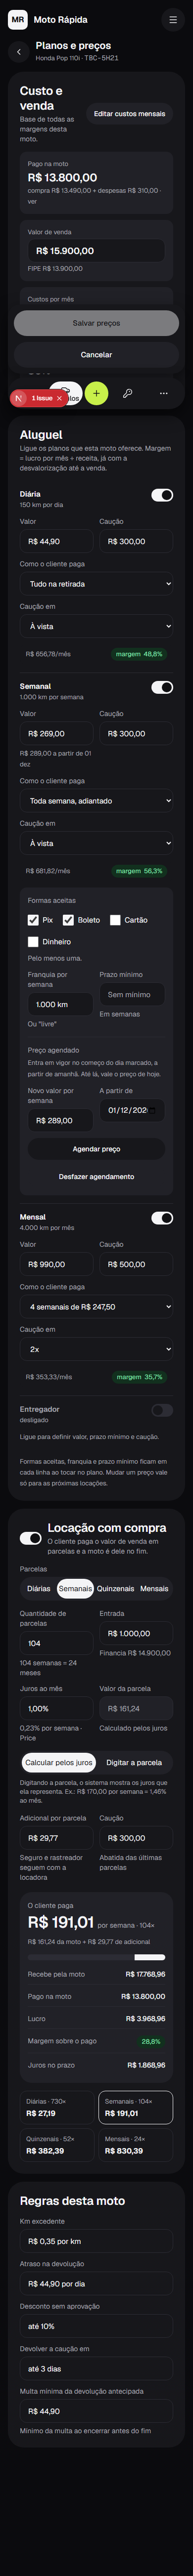 MR Moto Rápida
Planos e preços
Honda Pop 110i · T8C-5H21
Custo e
venda
Base de todas as
margens desta
moto.
Editar custos mensais
Pago na moto
R$ 13.800,00
compra R$ 13.490,00 + despesas R$ 310,00 ·
ver
Valor de venda
R$ 15.900,00
FIPE R$ 13.900,00
Custos por mês
Salvar preços
Cancelar
N 1 Issue
Aluguel
Ligue os planos que esta moto oferece. Margem
= lucro por mês ÷ receita, já com a
desvalorização até a venda.
Diária
150 km por dia
Valor Caução
R$ 44,90 R$ 300,00
Como o cliente paga
Tudo na retirada
Caução em
À vista
R$ 656,78/mês margem 48,8%
Semanal
1.000 km por semana
Valor Caução
R$ 269,00 R$ 300,00
R$ 289,00 a partir de 01
dez
Como o cliente paga
Toda semana, adiantado
Caução em
À vista
R$ 681,82/mês margem 56,3%
Formas aceitas
Pix Boleto Cartão
Dinheiro
Pelo menos uma.
Franquia por
semana
Prazo mínimo
1.000 km Sem mínimo
Ou "livre" Em semanas
Preço agendado
Entra em vigor no começo do dia marcado, a
partir de amanhã. Até lá, vale o preço de hoje.
Novo valor por
semana
A partir de
R$ 289,00 01/12/202
Agendar preço
Desfazer agendamento
Mensal
4.000 km por mês
Valor Caução
R$ 990,00 R$ 500,00
Como o cliente paga
4 semanas de R$ 247,50
Caução em
2x
R$ 353,33/mês margem 35,7%
Entregador
desligado
Ligue para definir valor, prazo mínimo e caução.
Formas aceitas, franquia e prazo mínimo ficam em
cada linha ao tocar no plano. Mudar um preço vale
só para as próximas locações.
Locação com compra
O cliente paga o valor de venda em
parcelas e a moto é dele no fim.
Parcelas
Diárias Semanais Quinzenais Mensais
Quantidade de
parcelas
Entrada
104 R$ 1.000,00
104 semanas = 24
meses
Financia R$ 14.900,00
Juros ao mês Valor da parcela
1,00% R$ 161,24
0,23% por semana ·
Price
Calculado pelos juros
Calcular pelos juros Digitar a parcela
Digitando a parcela, o sistema mostra os juros que
ela representa. Ex.: R$ 170,00 por semana = 1,46%
ao mês.
Adicional por parcela Caução
R$ 29,77 R$ 300,00
Seguro e rastreador
seguem com a
locadora
Abatida das últimas
parcelas
O cliente paga
R$ 191,01 por semana · 104×
R$ 161,24 da moto + R$ 29,77 de adicional
Recebe pela moto R$ 17.768,96
Pago na moto R$ 13.800,00
Lucro R$ 3.968,96
Margem sobre o pago 28,8%
Juros no prazo R$ 1.868,96
Diárias · 730×
R$ 27,19
Semanais · 104×
R$ 191,01
Quinzenais · 52×
R$ 382,39
Mensais · 24×
R$ 830,39
Regras desta moto
Km excedente
R$ 0,35 por km
Atraso na devolução
R$ 44,90 por dia
Desconto sem aprovação
até 10%
Devolver a caução em
até 3 dias
Multa mínima da devolução antecipada
R$ 44,90
Mínimo da multa ao encerrar antes do fim